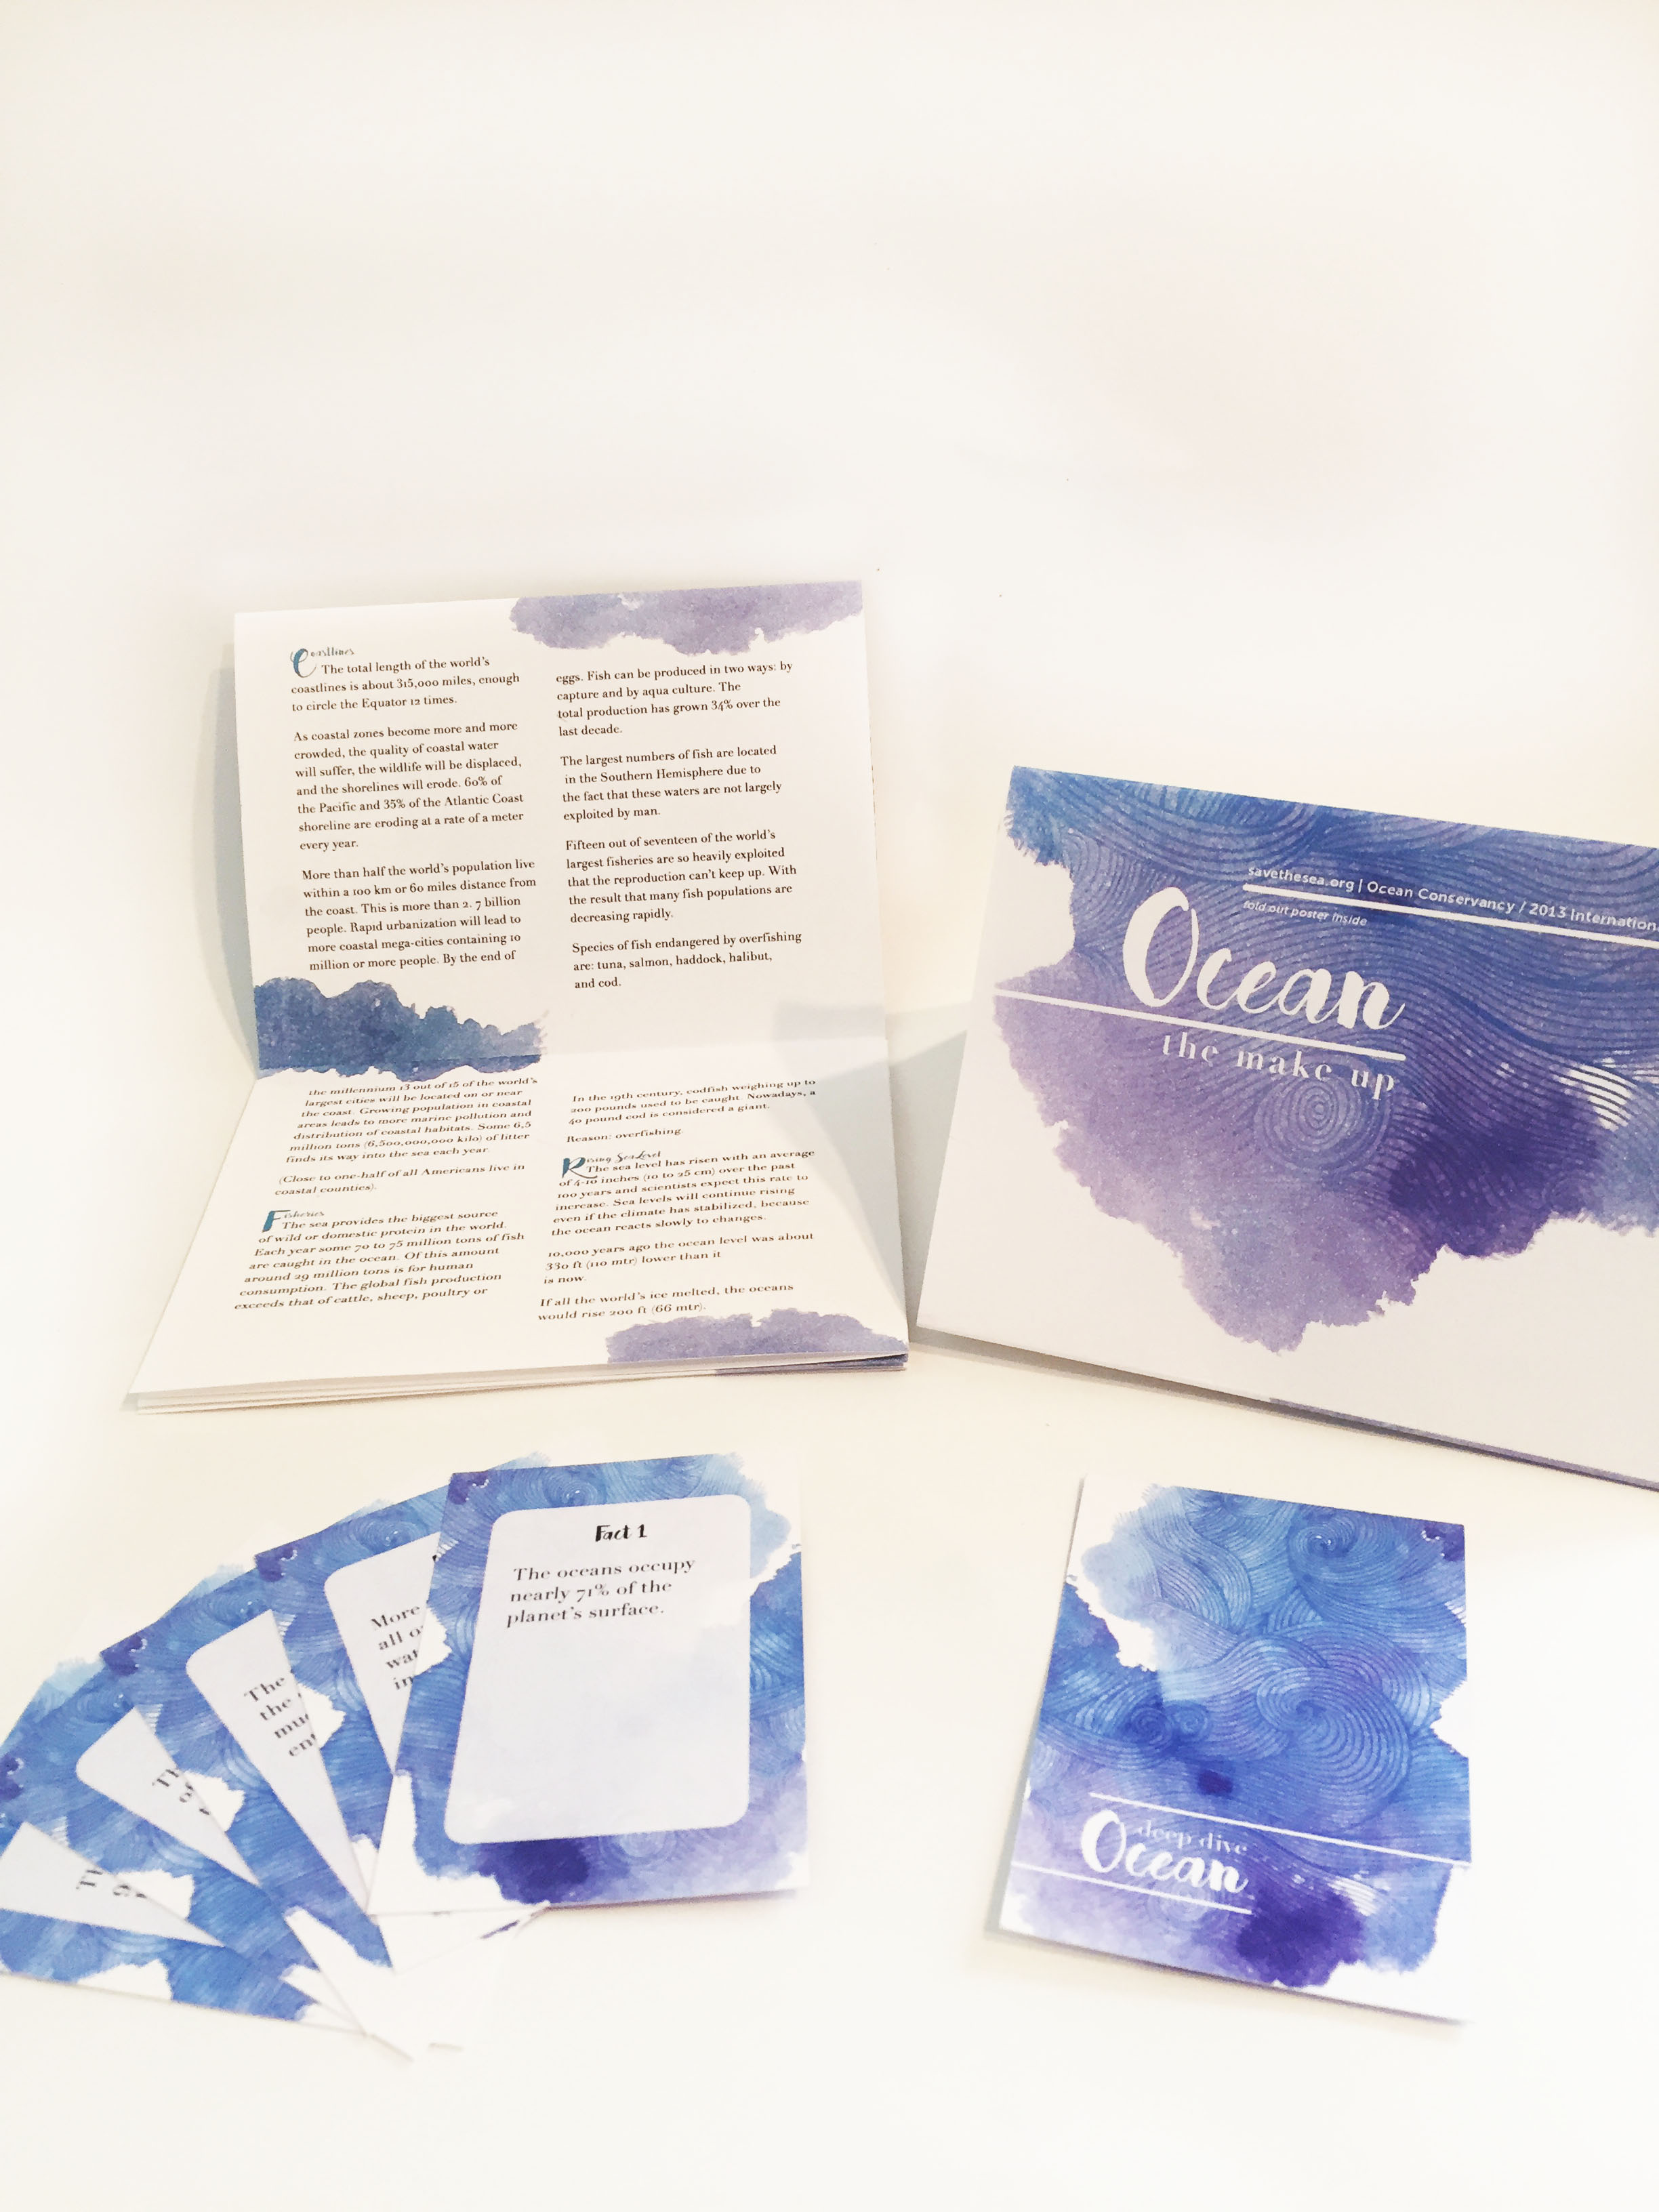 Coastlines
The total length of the world's
coastlines is about 315,000 miles, enough
to circle the Equator 12 times.
As coastal zones become more and more
crowded, the quality of coastal water
will suffer, the wildlife will be displaced,
and the shorelines will erode. 60% of
the Pacific and 35% of the Atlantic Coast
shoreline are eroding at a rate of a meter
every year.
More than half the world's population live
within a 100 km or 60 miles distance from
the coast. This is more than 2. 7 billion
people. Rapid urbanization will lead to
more coastal mega-cities containing 10
million or more people. By the end of
the millennium 13 out of 15 of the world's
largest cities will be located on or near
the coast. Growing population in coastal
areas leads to more marine pollution and
distribution of coastal habitats. Some 6,5
million tons (6,500,000,000 kilo) of litter
finds its way into the sea each year.
(Close to one-half of all Americans live in
coastal counties).
Fisheries
The sea provides the biggest source
of wild or domestic protein in the world.
Each year some 70 to 75 million tons of fish
are caught in the ocean. Of this amount
around 29 million tons is for human
consumption. The global fish production
exceeds that of cattle, sheep, poultry or
eggs. Fish can be produced in two ways: by
capture and by aqua culture. The
total production has grown 34% over the
last decade.
The largest numbers of fish are located
in the Southern Hemisphere due to
the fact that these waters are not largely
exploited by man.
Fifteen out of seventeen of the world's
largest fisheries are so heavily exploited
that the reproduction can't keep up. With
the result that many fish populations are
decreasing rapidly.
Species of fish endangered by overfishing
are: tuna, salmon, haddock, halibut,
and cod.
In the 19th century, codfish weighing up to
200 pounds used to be caught. Nowadays, a
40 pound cod is considered a giant.
Reason: overfishing.
Rising Sea Level
The sea level has risen with an average
of 4-10 inches (10 to 25 cm) over the past
100 years and scientists expect this rate to
increase. Sea levels will continue rising
even if the climate has stabilized, because
the ocean reacts slowly to changes.
10,000 years ago the ocean level was about
330 ft (110 mtr) lower than it
is now.
If all the world's ice melted, the oceans
would rise 200 ft (66 mtr).
savethesea.org | Ocean Conservancy / 2013 Internation
fold out poster inside
Ocean
the make up
Fact 1
The oceans occupy
nearly 71% of the
planet's surface.
More
all o
wat
in
The
the
muc
ent
Th
of
deep dive
Ocean